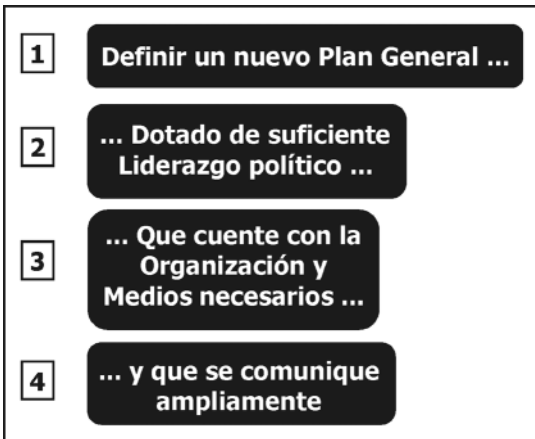 1
Definir un nuevo Plan General ...
2
... Dotado de suficiente
Liderazgo político ...
3
... Que cuente con la
Organización y
Medios necesarios ...
4
... y que se comunique
ampliamente